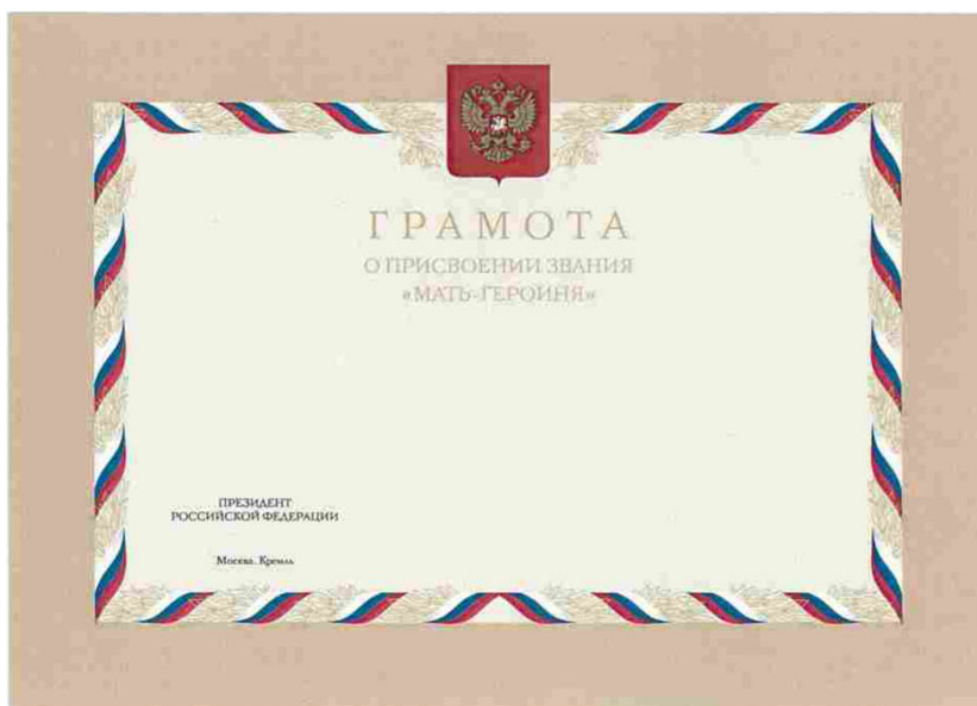 ГРАМОТА
О ПРИСВОЕНИИ ЗВАНИЯ
«МАТЬ-ГЕРОИНЯ»
ПРЕЗИДЕНТ
РОССИЙСКОЙ ФЕДЕРАЦИИ
Москва, Кремль